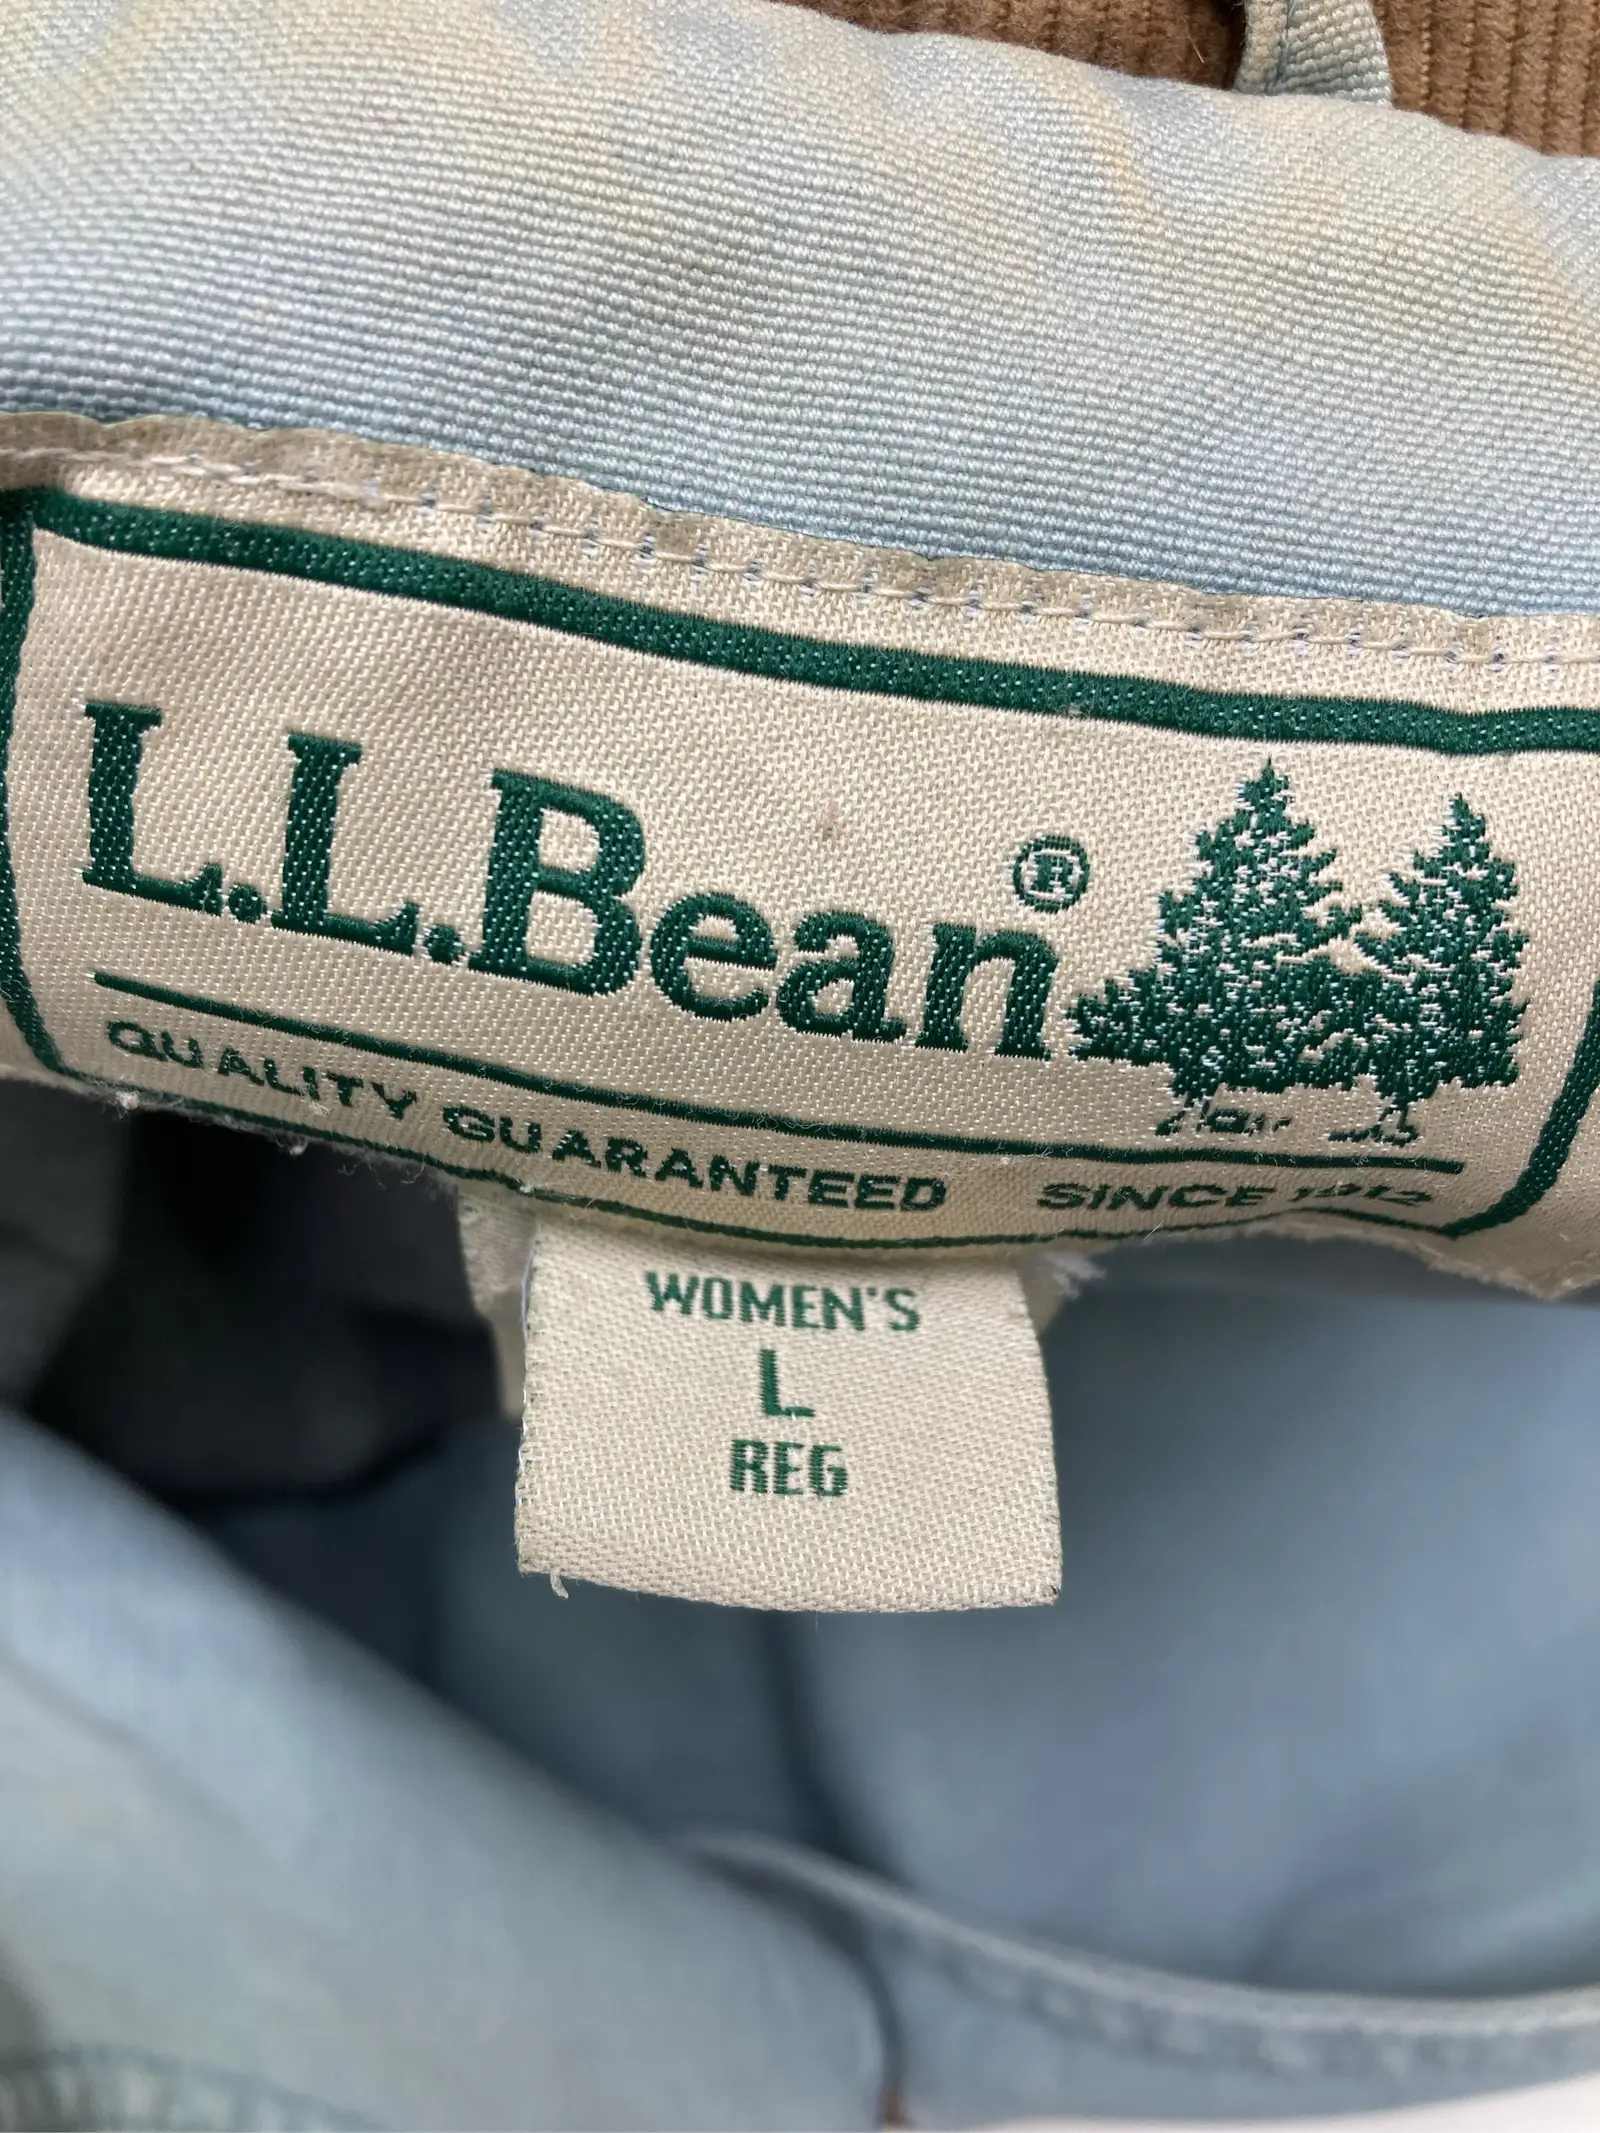 L.L.Bean®
QUALITY GUARANTEED SINCE 1912
WOMEN'S
L
REG